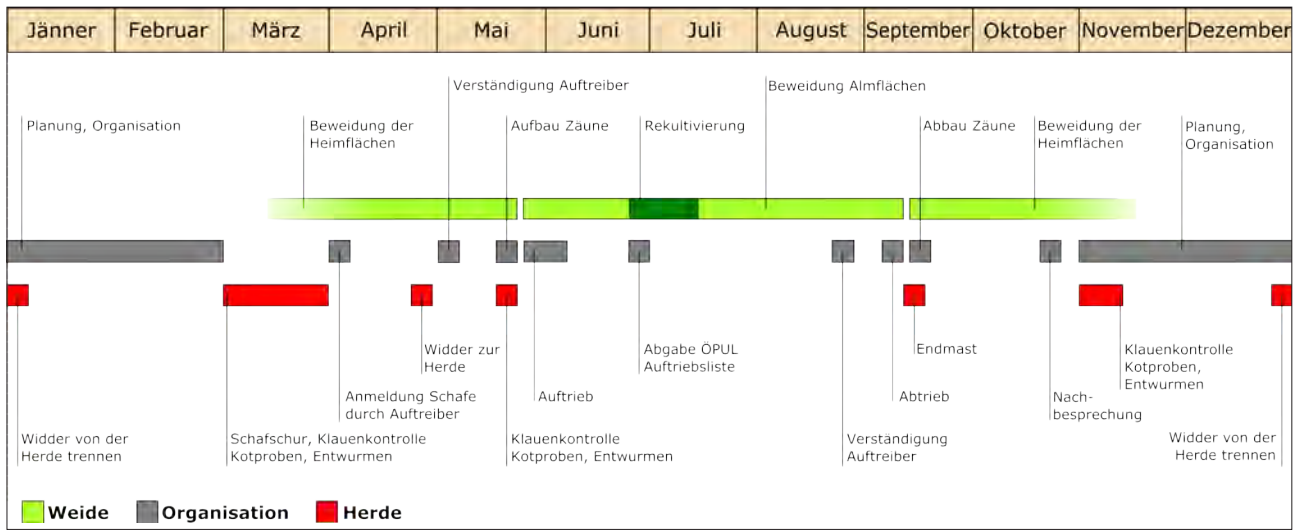 Jänner Februar März April Mai Juni Juli August September Oktober November Dezember
Verständigung Auftreiber
Beweidung Almflächen
Planung, Organisation
Beweidung der
Heimflächen
Aufbau Zäune
Rekultivierung
Abbau Zäune
Beweidung der
Heimflächen
Planung,
Organisation
Widder zur
Herde
Abgabe ÖPUL
Auftriebsliste
Endmast
Klauenkontrolle
Kotproben,
Entwurmen
Anmeldung Schafe
durch Auftreiber
Auftrieb
Abtrieb
Nach-
besprechung
Widder von der
Herde trennen
Schafschur, Klauenkontrolle
Kotproben, Entwurmen
Klauenkontrolle
Kotproben, Entwurmen
Verständigung
Auftreiber
Widder von der
Herde trennen
Weide Organisation Herde